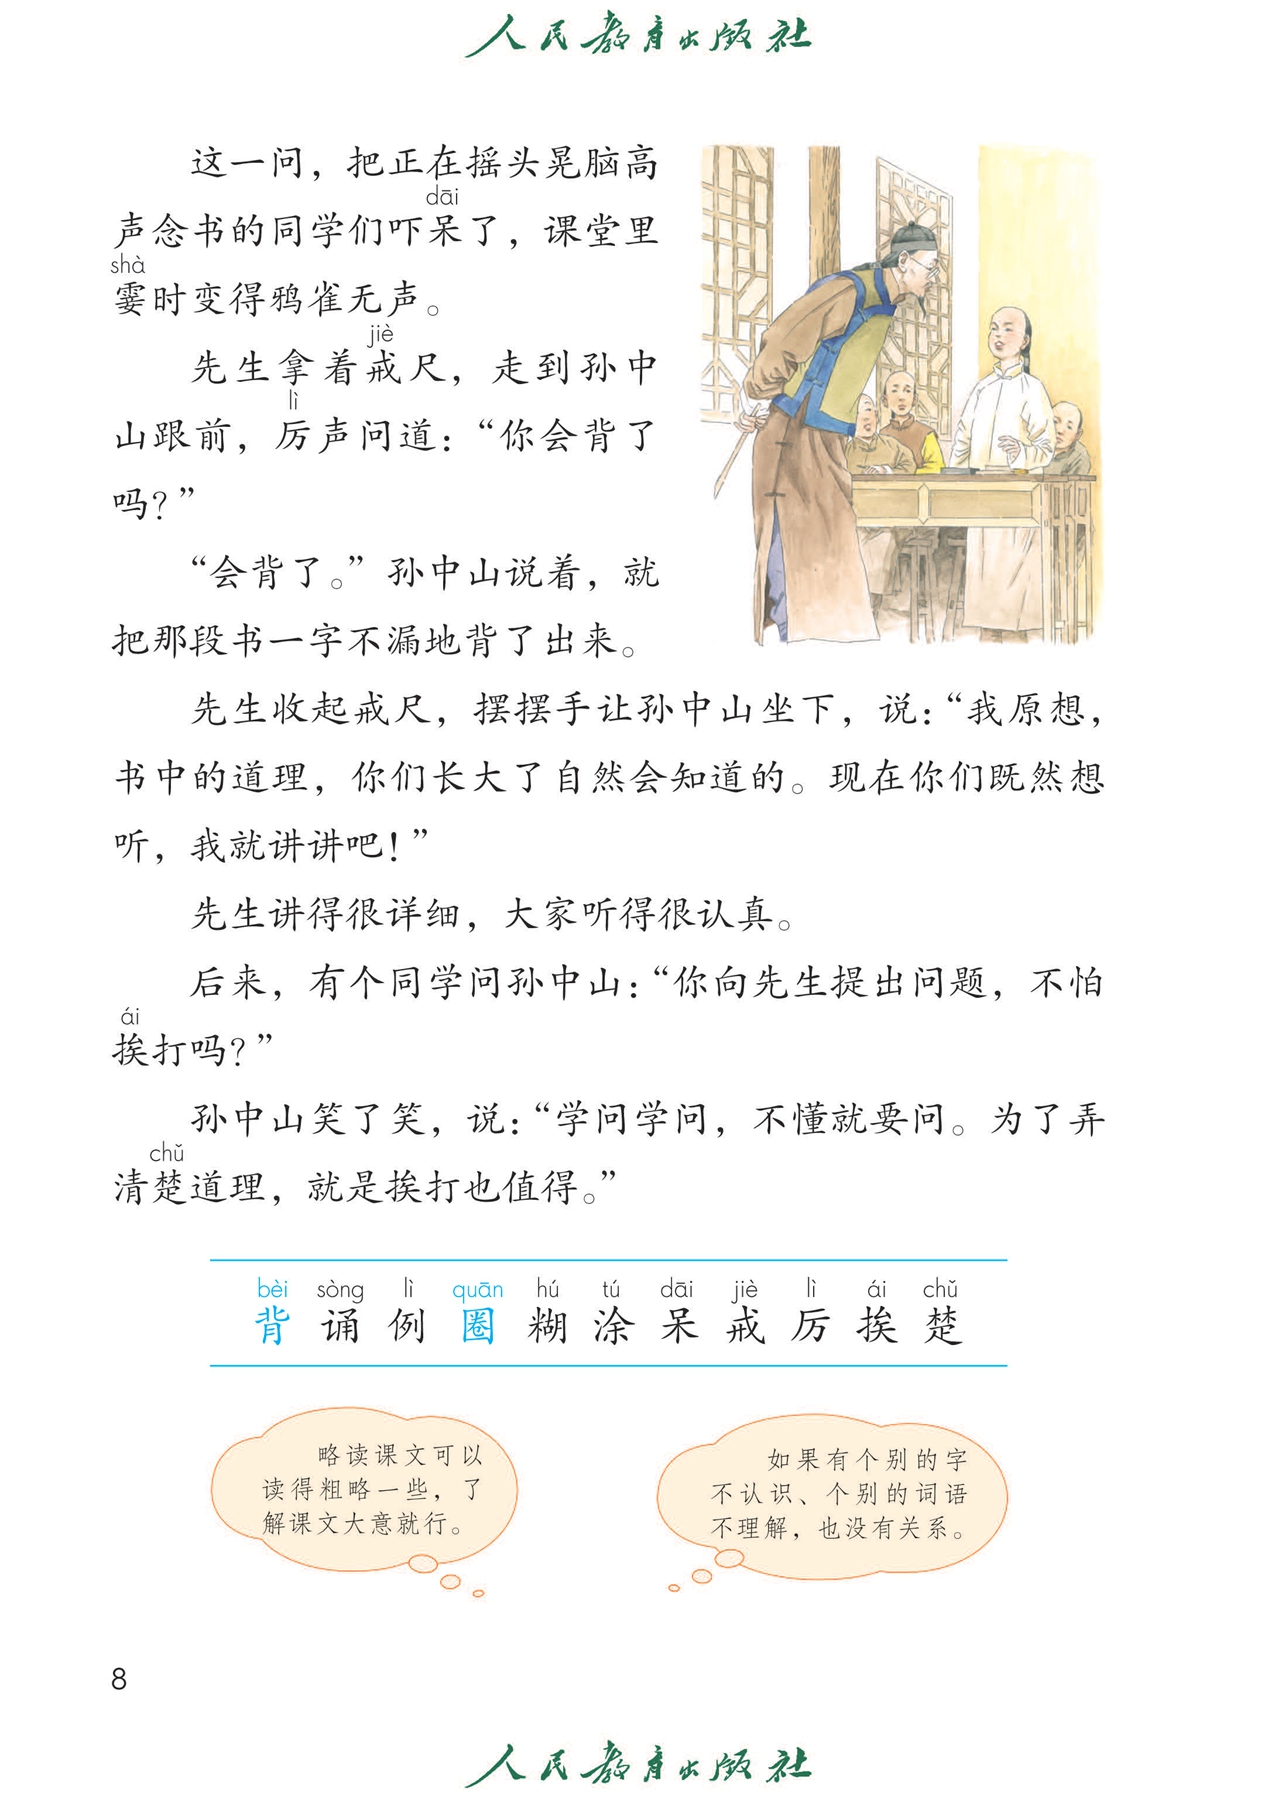 人民教育出版社
这一问，把正在摇头晃脑高
dāi
声念书的同学们吓呆了，课堂里
shà
霎时变得鸦雀无声。
jiè
先生拿着戒尺，走到孙中
lì
山跟前，厉声问道：“你会背了
吗？”
“会背了。”孙中山说着，就
把那段书一字不漏地背了出来。
先生收起戒尺，摆摆手让孙中山坐下，说：“我原想，
书中的道理，你们长大了自然会知道的。现在你们既然想
听，我就讲讲吧！”
先生讲得很详细，大家听得很认真。
后来，有个同学问孙中山：“你向先生提出问题，不怕
ái
挨打吗？”
孙中山笑了笑，说：“学问学问，不懂就要问。为了弄
chǔ
清楚道理，就是挨打也值得。”
bèi sòng lì quān hú tú dāi jiè lì ái chǔ
背 诵 例 圈 糊 涂 呆 戒 厉 挨 楚
略读课文可以
读得粗略一些，了
解课文大意就行。
如果有个别的字
不认识、个别的词语
不理解，也没有关系。
8
人民教育出版社